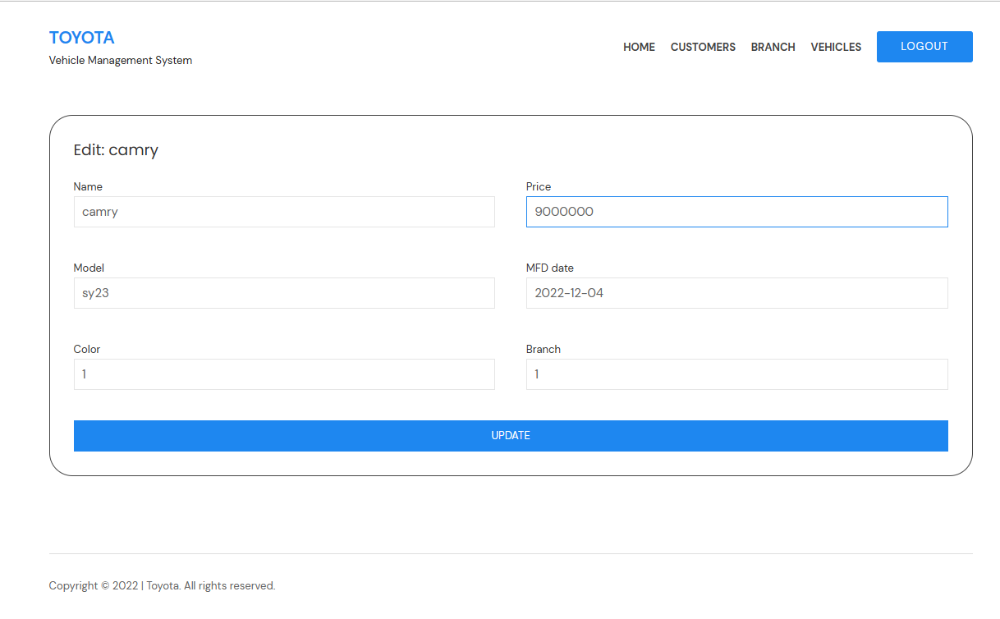 TOYOTA
Vehicle Management System
HOME CUSTOMERS BRANCH VEHICLES LOGOUT
Edit: camry
Name Price
camry 9000000
Model MFD date
sy23 2022-12-04
Color Branch
1 1
UPDATE
Copyright © 2022 | Toyota. All rights reserved.